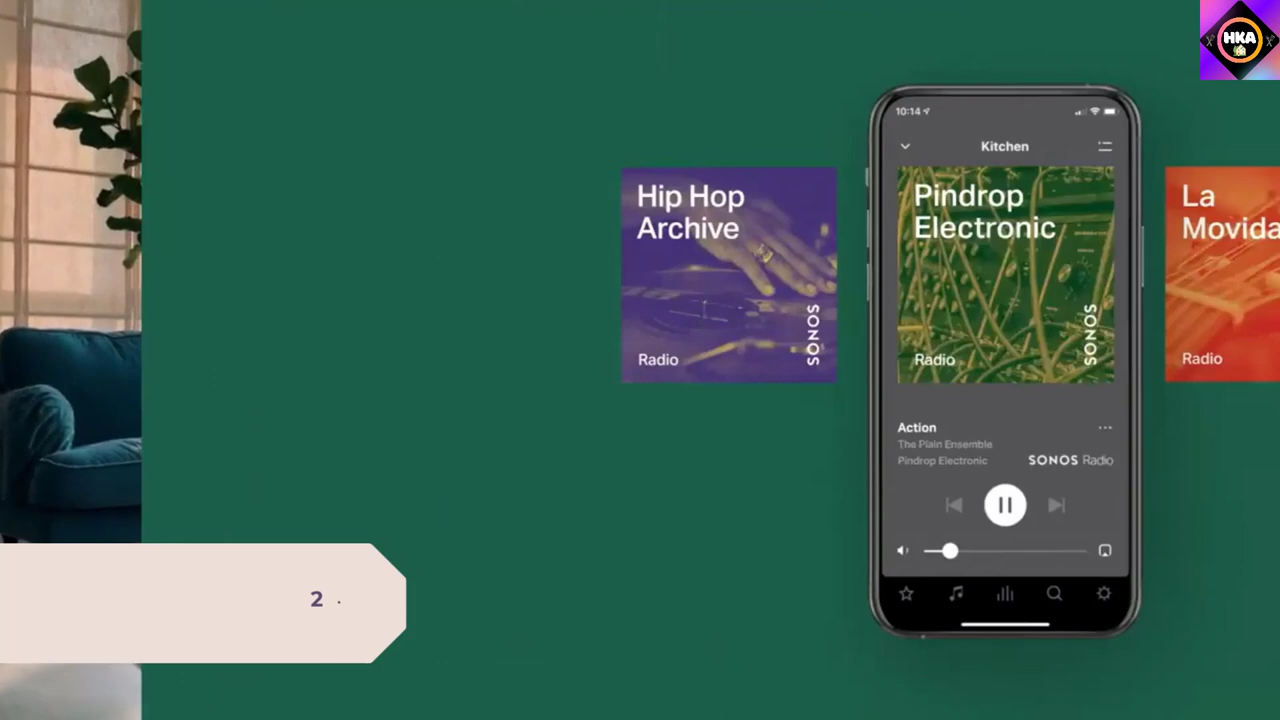 HKA
10:14
Kitchen
Hip Hop
Archive
SONOS
Radio
Pindrop
Electronic
SONOS
Radio
La
Movida
Radio
Action
The Plain Ensemble
Pindrop Electronic
SONOS Radio
2 .